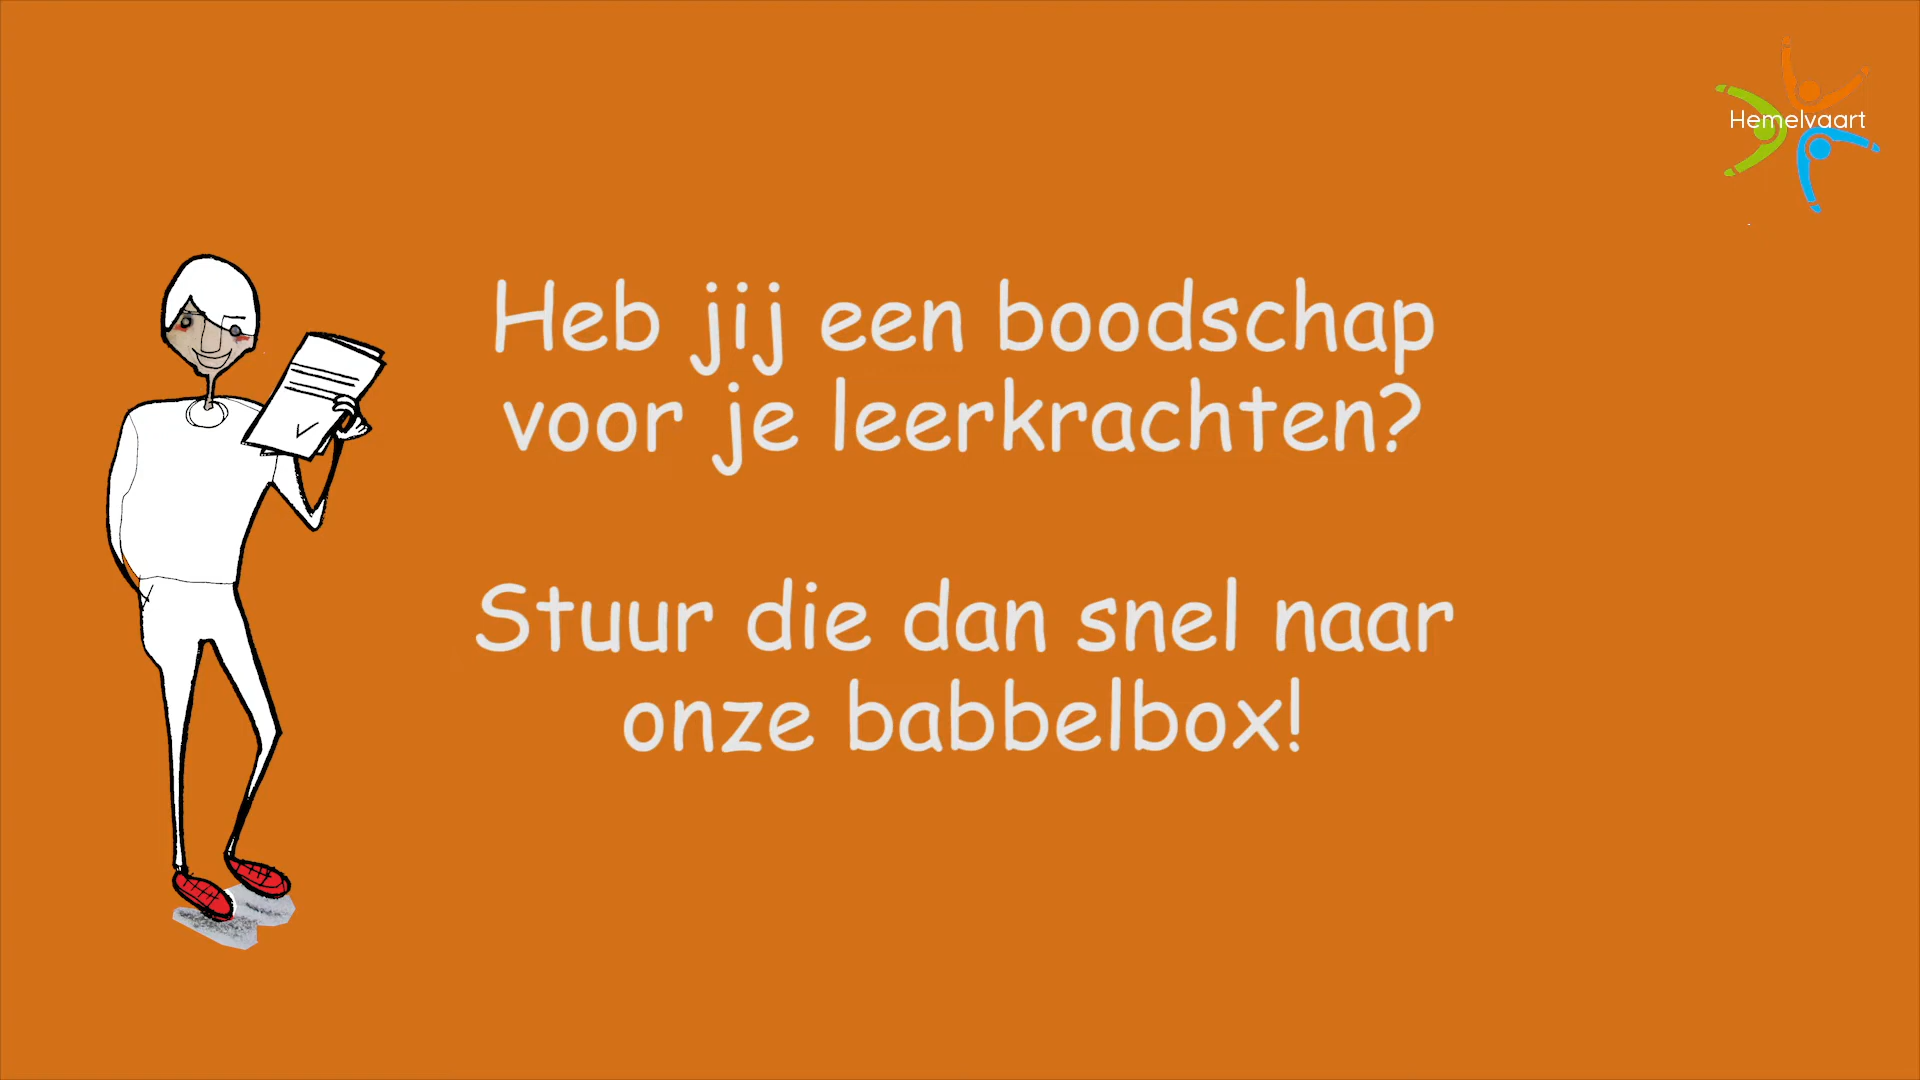 Hemelvaart
Heb jij een boodschap
voor je leerkrachten?
Stuur die dan snel naar
onze babbelbox!